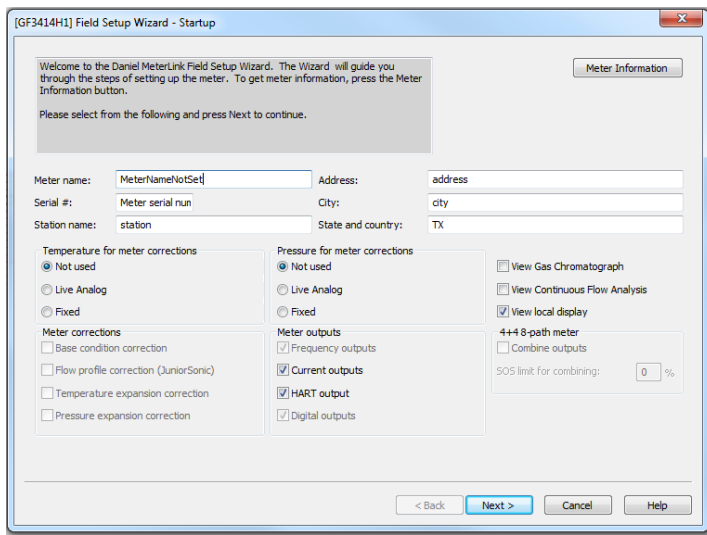 [GF3414H1] Field Setup Wizard - Startup
Welcome to the Daniel MeterLink Field Setup Wizard. The Wizard will guide you
through the steps of setting up the meter. To get meter information, press the Meter
Information button.
Please select from the following and press Next to continue.
Meter Information
Meter name: MeterNameNotSet Address: address
Serial #: Meter serial num City: city
Station name: station State and country: TX
Temperature for meter corrections Pressure for meter corrections
Not used Not used View Gas Chromatograph
Live Analog Live Analog View Continuous Flow Analysis
Fixed Fixed View local display
Meter corrections Meter outputs 4+4 8-path meter
Base condition correction Frequency outputs Combine outputs
Flow profile correction (JuniorSonic) Current outputs SOS limit for combining: 0 %
Temperature expansion correction HART output
Pressure expansion correction Digital outputs
< Back Next > Cancel Help